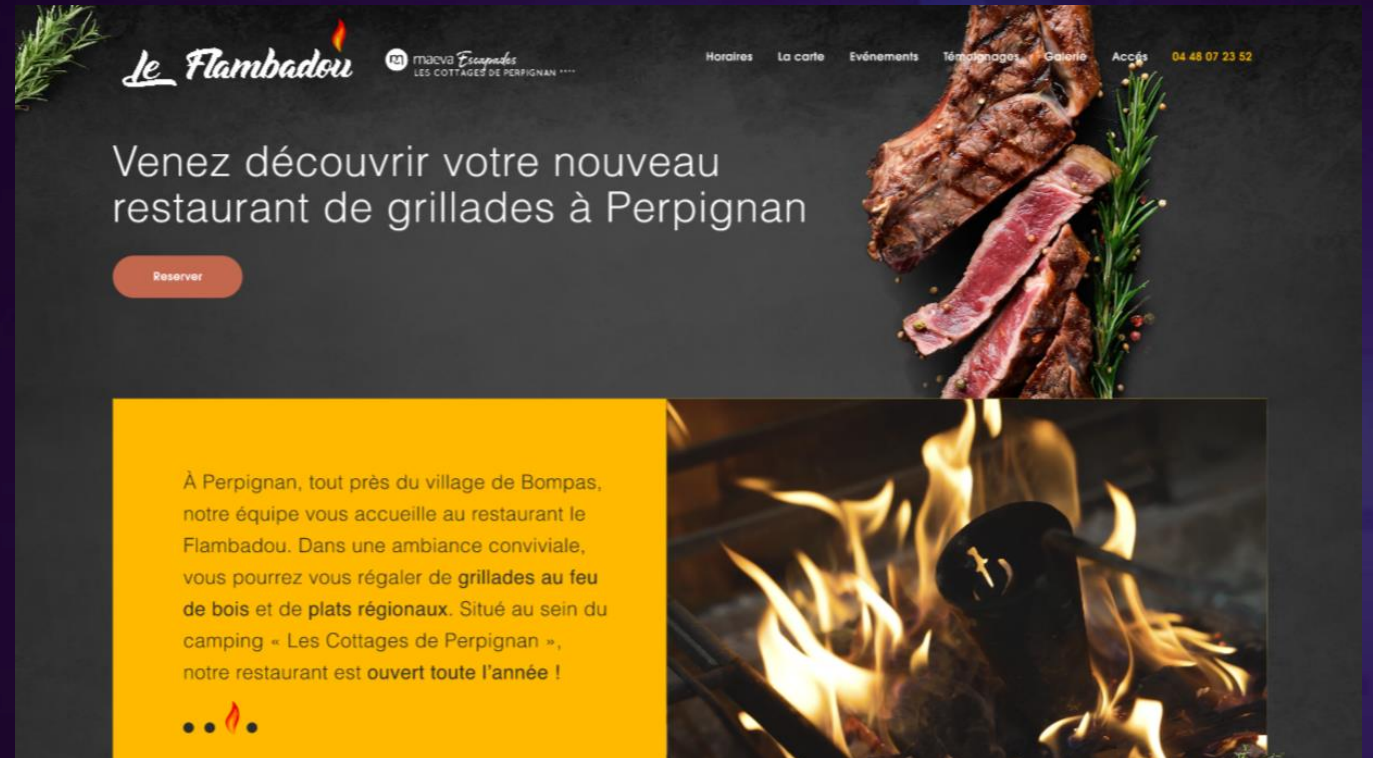 Le Flambadou
maeva Escapades
LES COTTAGES DE PERPIGNAN ****
Horaires La carte Evénements Témoignages Galerie Accés 04 48 07 23 52
Venez découvrir votre nouveau
restaurant de grillades à Perpignan
Reserver
À Perpignan, tout près du village de Bompas,
notre équipe vous accueille au restaurant le
Flambadou. Dans une ambiance conviviale,
vous pourrez vous régaler de grillades au feu
de bois et de plats régionaux. Situé au sein du
camping « Les Cottages de Perpignan »,
notre restaurant est ouvert toute l'année !